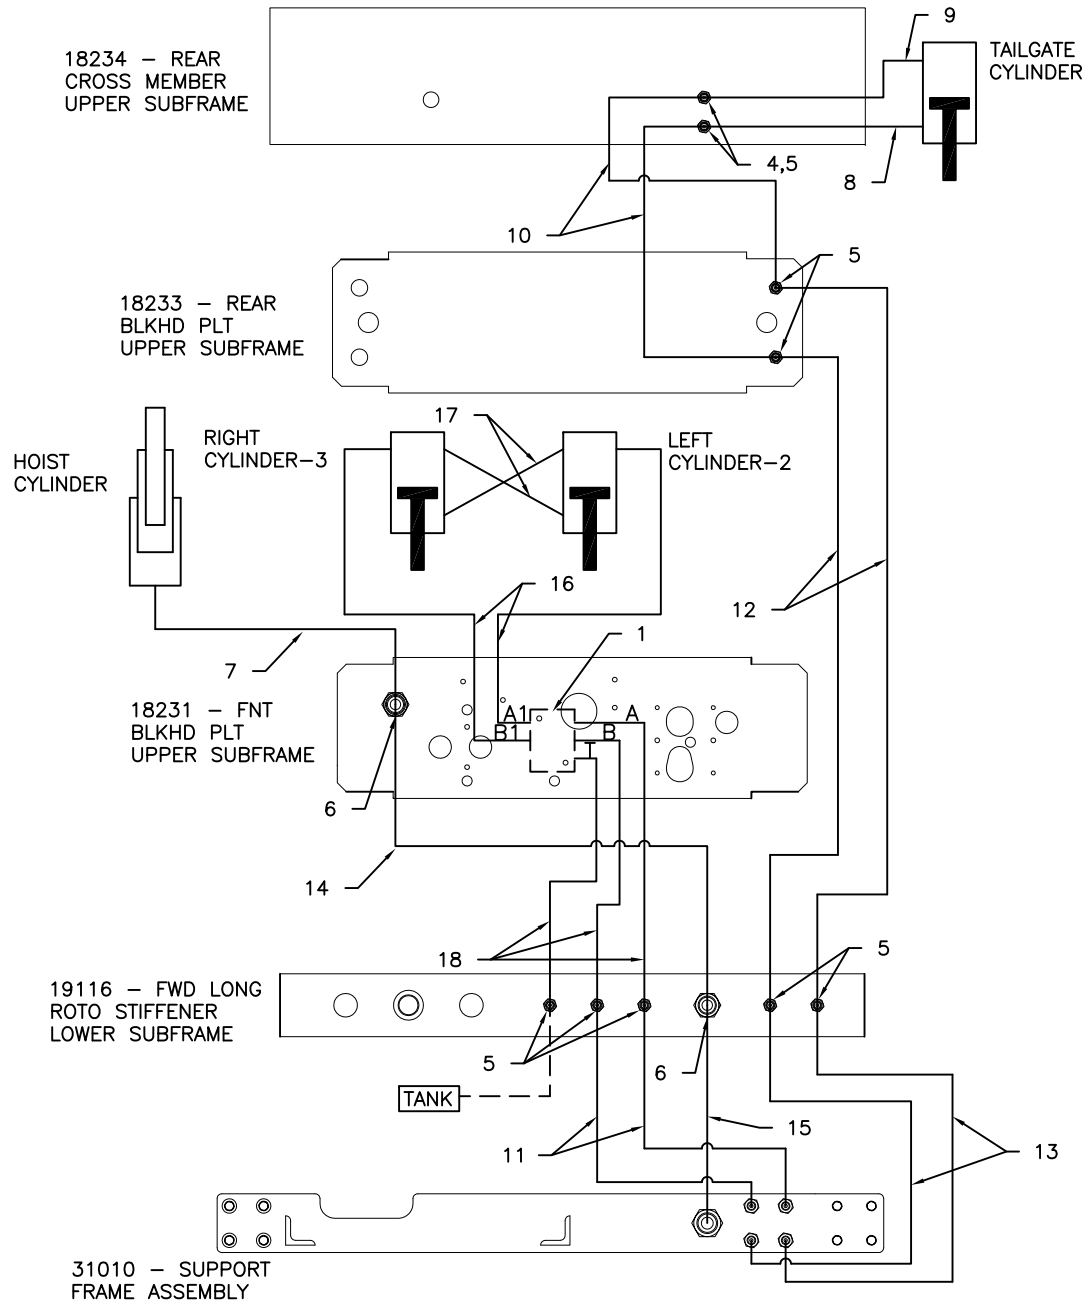 9
18234 – REAR
CROSS MEMBER
UPPER SUBFRAME
TAILGATE
CYLINDER
4,5
8
10
5
18233 – REAR
BLKHD PLT
UPPER SUBFRAME
17
RIGHT
CYLINDER–3
LEFT
CYLINDER–2
HOIST
CYLINDER
16
12
1
7
18231 – FNT
BLKHD PLT
UPPER SUBFRAME
A1
A
B1
B
T
6
14
18
5
19116 – FWD LONG
ROTO STIFFENER
LOWER SUBFRAME
5
6
TANK
15
11
13
31010 – SUPPORT
FRAME ASSEMBLY